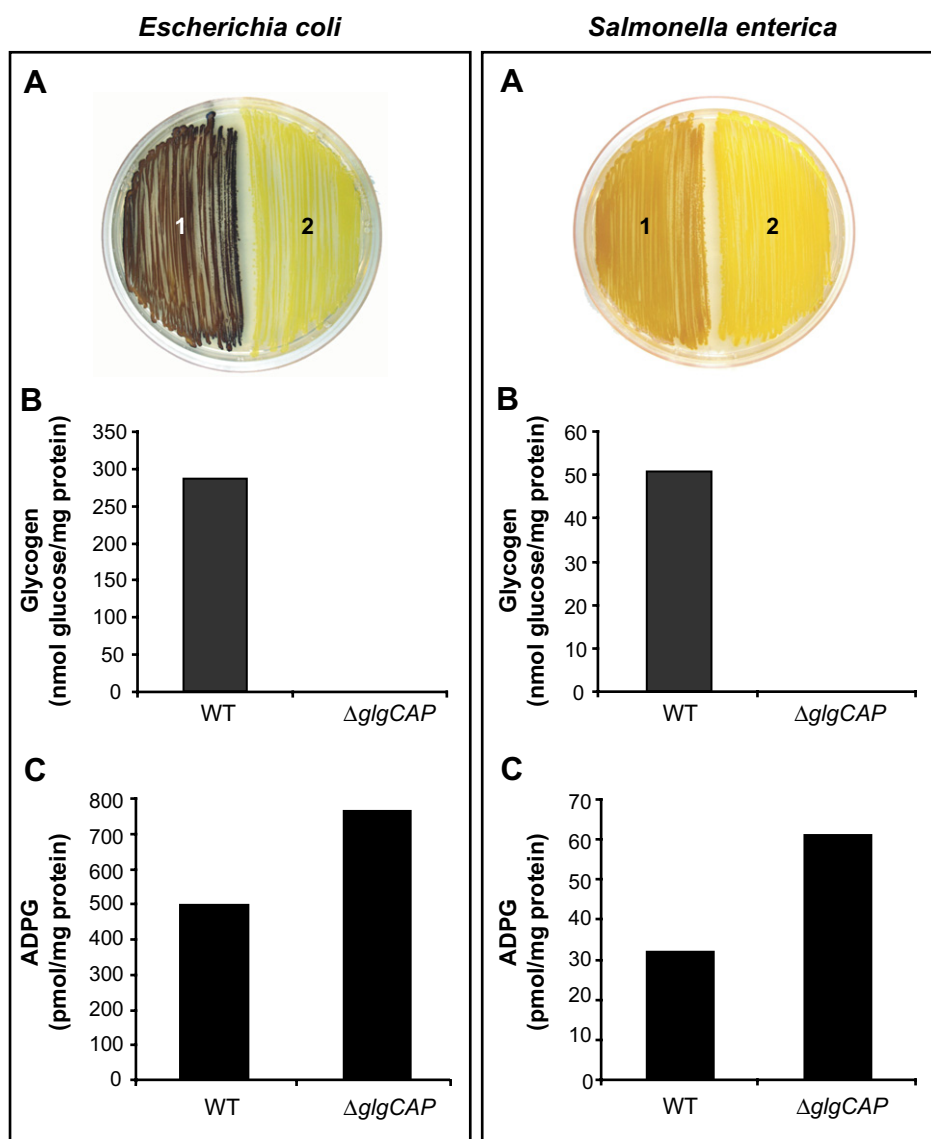 Escherichia coli
A
1 2
B
Glycogen
(nmol glucose/mg protein)
350
300
250
200
150
100
50
0
WT ΔglgCAP
C
ADPG
(pmol/mg protein)
800
700
600
500
400
300
200
100
0
WT ΔglgCAP
Salmonella enterica
A
1 2
B
Glycogen
(nmol glucose/mg protein)
60
50
40
30
20
10
0
WT ΔglgCAP
C
ADPG
(pmol/mg protein)
70
60
50
40
30
20
10
0
WT ΔglgCAP